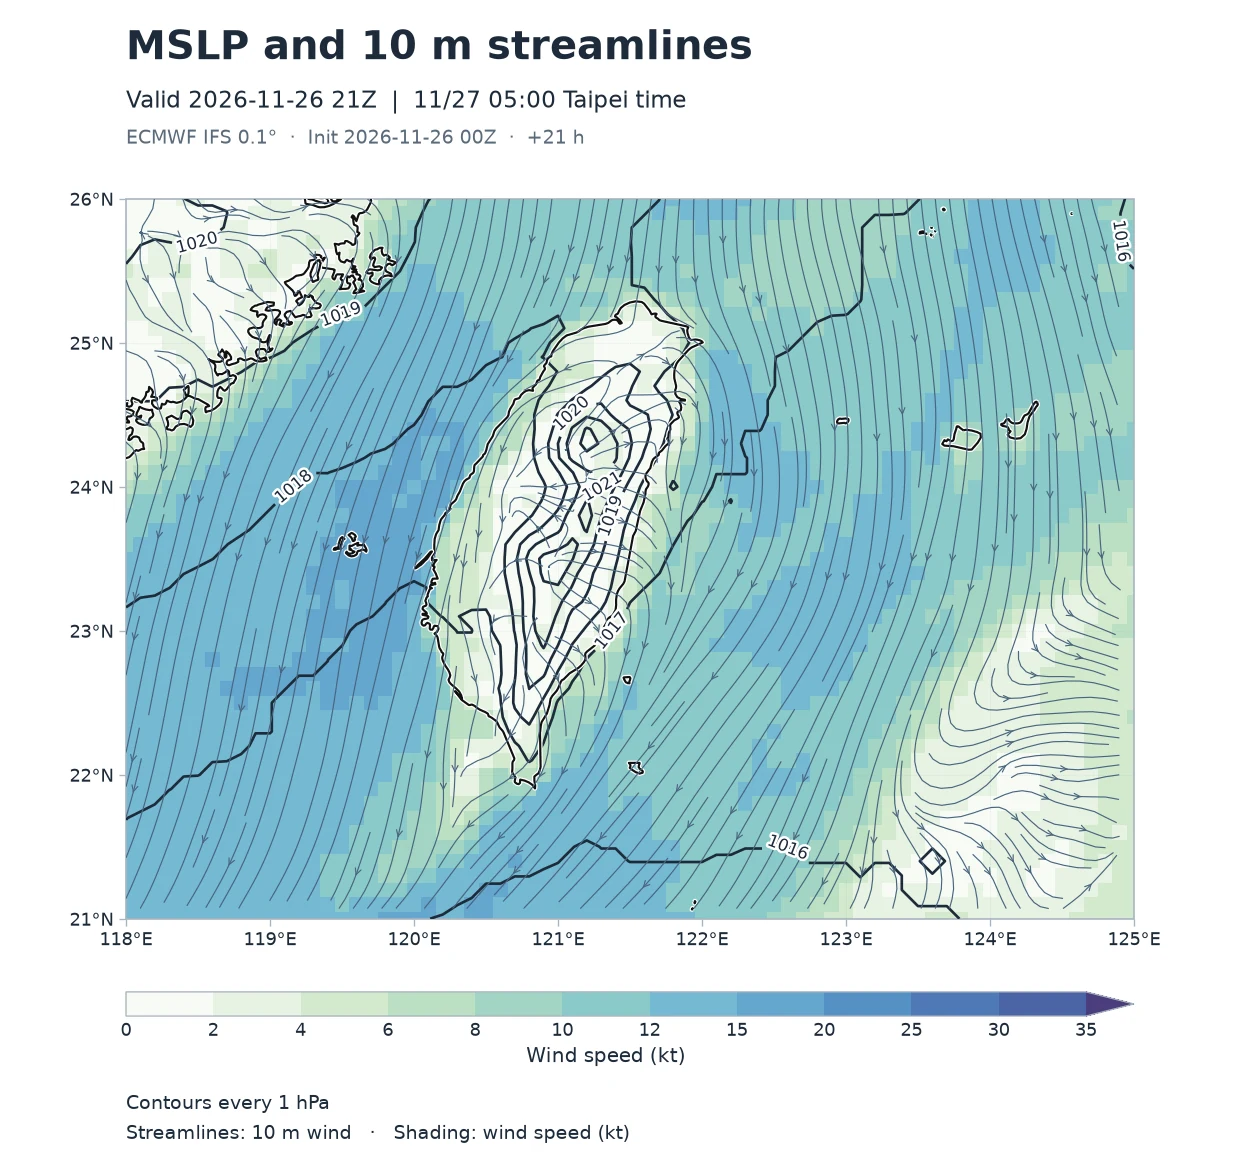 MSLP and 10 m streamlines
Valid 2026-11-26 21Z | 11/27 05:00 Taipei time
ECMWF IFS 0.1° · Init 2026-11-26 00Z · +21 h
26°N
25°N
24°N
23°N
22°N
21°N
1020
1016
1019
1020
1018
1021
1019
1017
1016
118°E 119°E 120°E 121°E 122°E 123°E 124°E 125°E
0 2 4 6 8 10 12 15 20 25 30 35
Wind speed (kt)
Contours every 1 hPa
Streamlines: 10 m wind · Shading: wind speed (kt)